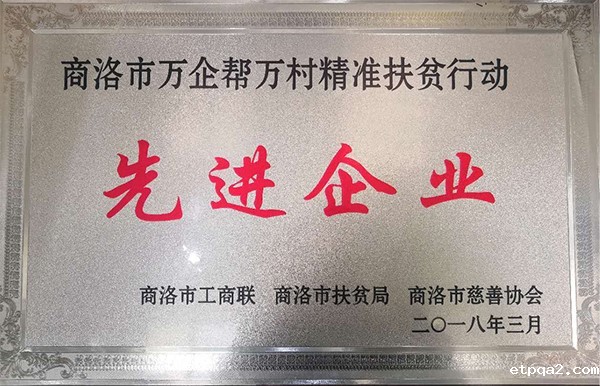 商洛市万企帮万村精准扶贫行动
先进企业
商洛市工商联 商洛市扶贫局 商洛市慈善协会
二〇一八年三月
etpqa2.com